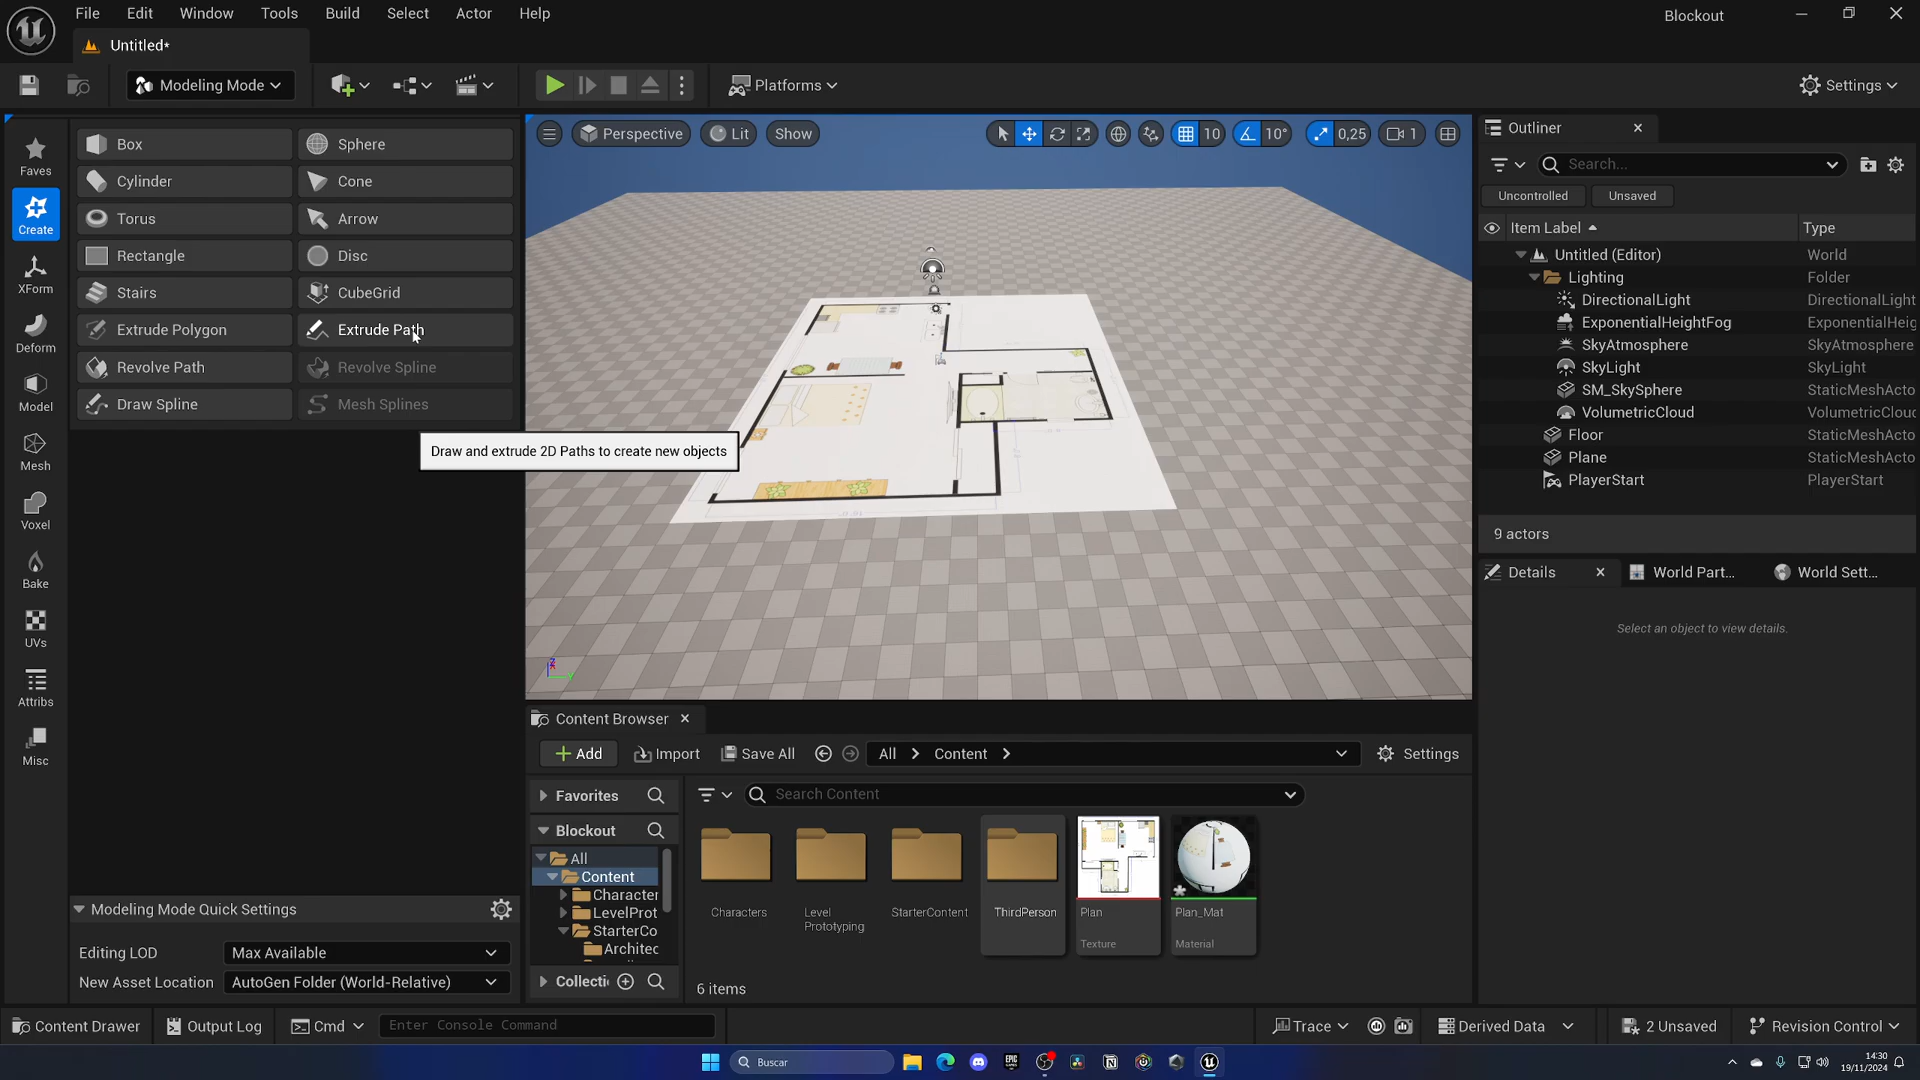 File Edit Window Tools Build Select Actor Help
Blockout
Untitled*
Modeling Mode
Platforms
Settings
Faves
Create
XForm
Deform
Model
Mesh
Voxel
Bake
UVs
Attribs
Misc
Box
Sphere
Cylinder
Cone
Torus
Arrow
Rectangle
Disc
Stairs
CubeGrid
Extrude Polygon
Extrude Path
Revolve Path
Revolve Spline
Draw Spline
Mesh Splines
Draw and extrude 2D Paths to create new objects
Modeling Mode Quick Settings
Editing LOD
Max Available
New Asset Location
AutoGen Folder (World-Relative)
Perspective
Lit
Show
10
10°
0,25
1
Z
Y
Outliner
Search...
Uncontrolled
Unsaved
Item Label
Type
Untitled (Editor)
World
Lighting
Folder
DirectionalLight
DirectionalLight
ExponentialHeightFog
ExponentialHeig
SkyAtmosphere
SkyAtmosphere
SkyLight
SkyLight
SM_SkySphere
StaticMeshActo
VolumetricCloud
VolumetricCloud
Floor
StaticMeshActo
Plane
StaticMeshActo
PlayerStart
PlayerStart
9 actors
Details
World Part...
World Sett...
Select an object to view details.
Content Browser
Add
Import
Save All
All
Content
Settings
Favorites
Search Content
Blockout
All
Content
Character
LevelProt
StarterCo
Architec
Collectio
Characters
Level
Prototyping
StarterContent
ThirdPerson
Plan
Texture
Plan_Mat
Material
6 items
Content Drawer
Output Log
Cmd
Enter Console Command
Trace
Derived Data
2 Unsaved
Revision Control
Buscar
EPIC
14:30
19/11/2024